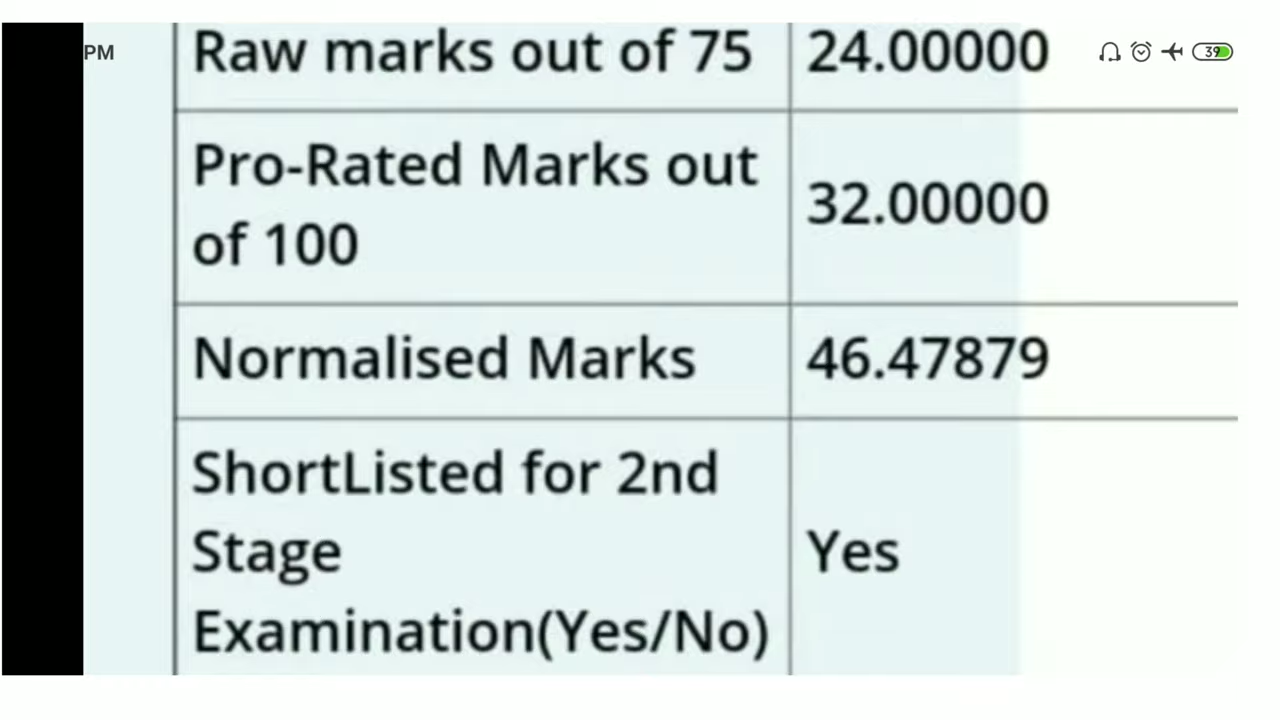 PM
39
Raw marks out of 75 24.00000
Pro-Rated Marks out
of 100
32.00000
Normalised Marks 46.47879
ShortListed for 2nd
Stage
Examination(Yes/No)
Yes